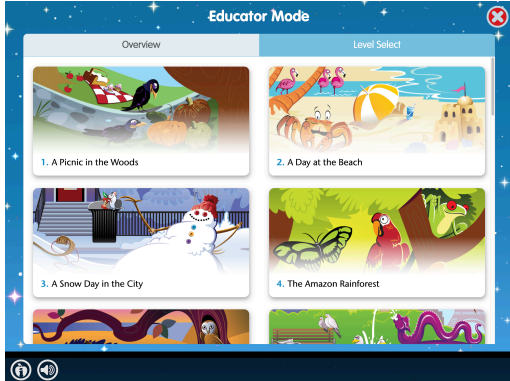 Educator Mode
Overview
Level Select
1. A Picnic in the Woods
2. A Day at the Beach
3. A Snow Day in the City
4. The Amazon Rainforest